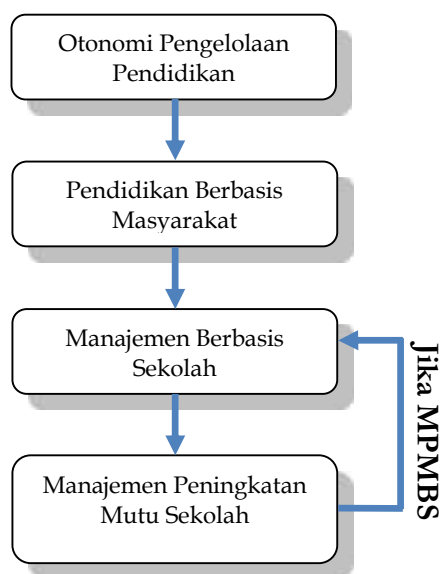 Otonomi Pengelolaan
Pendidikan
Pendidikan Berbasis
Masyarakat
Manajemen Berbasis
Sekolah
Manajemen Peningkatan
Mutu Sekolah
Jika MPMBS